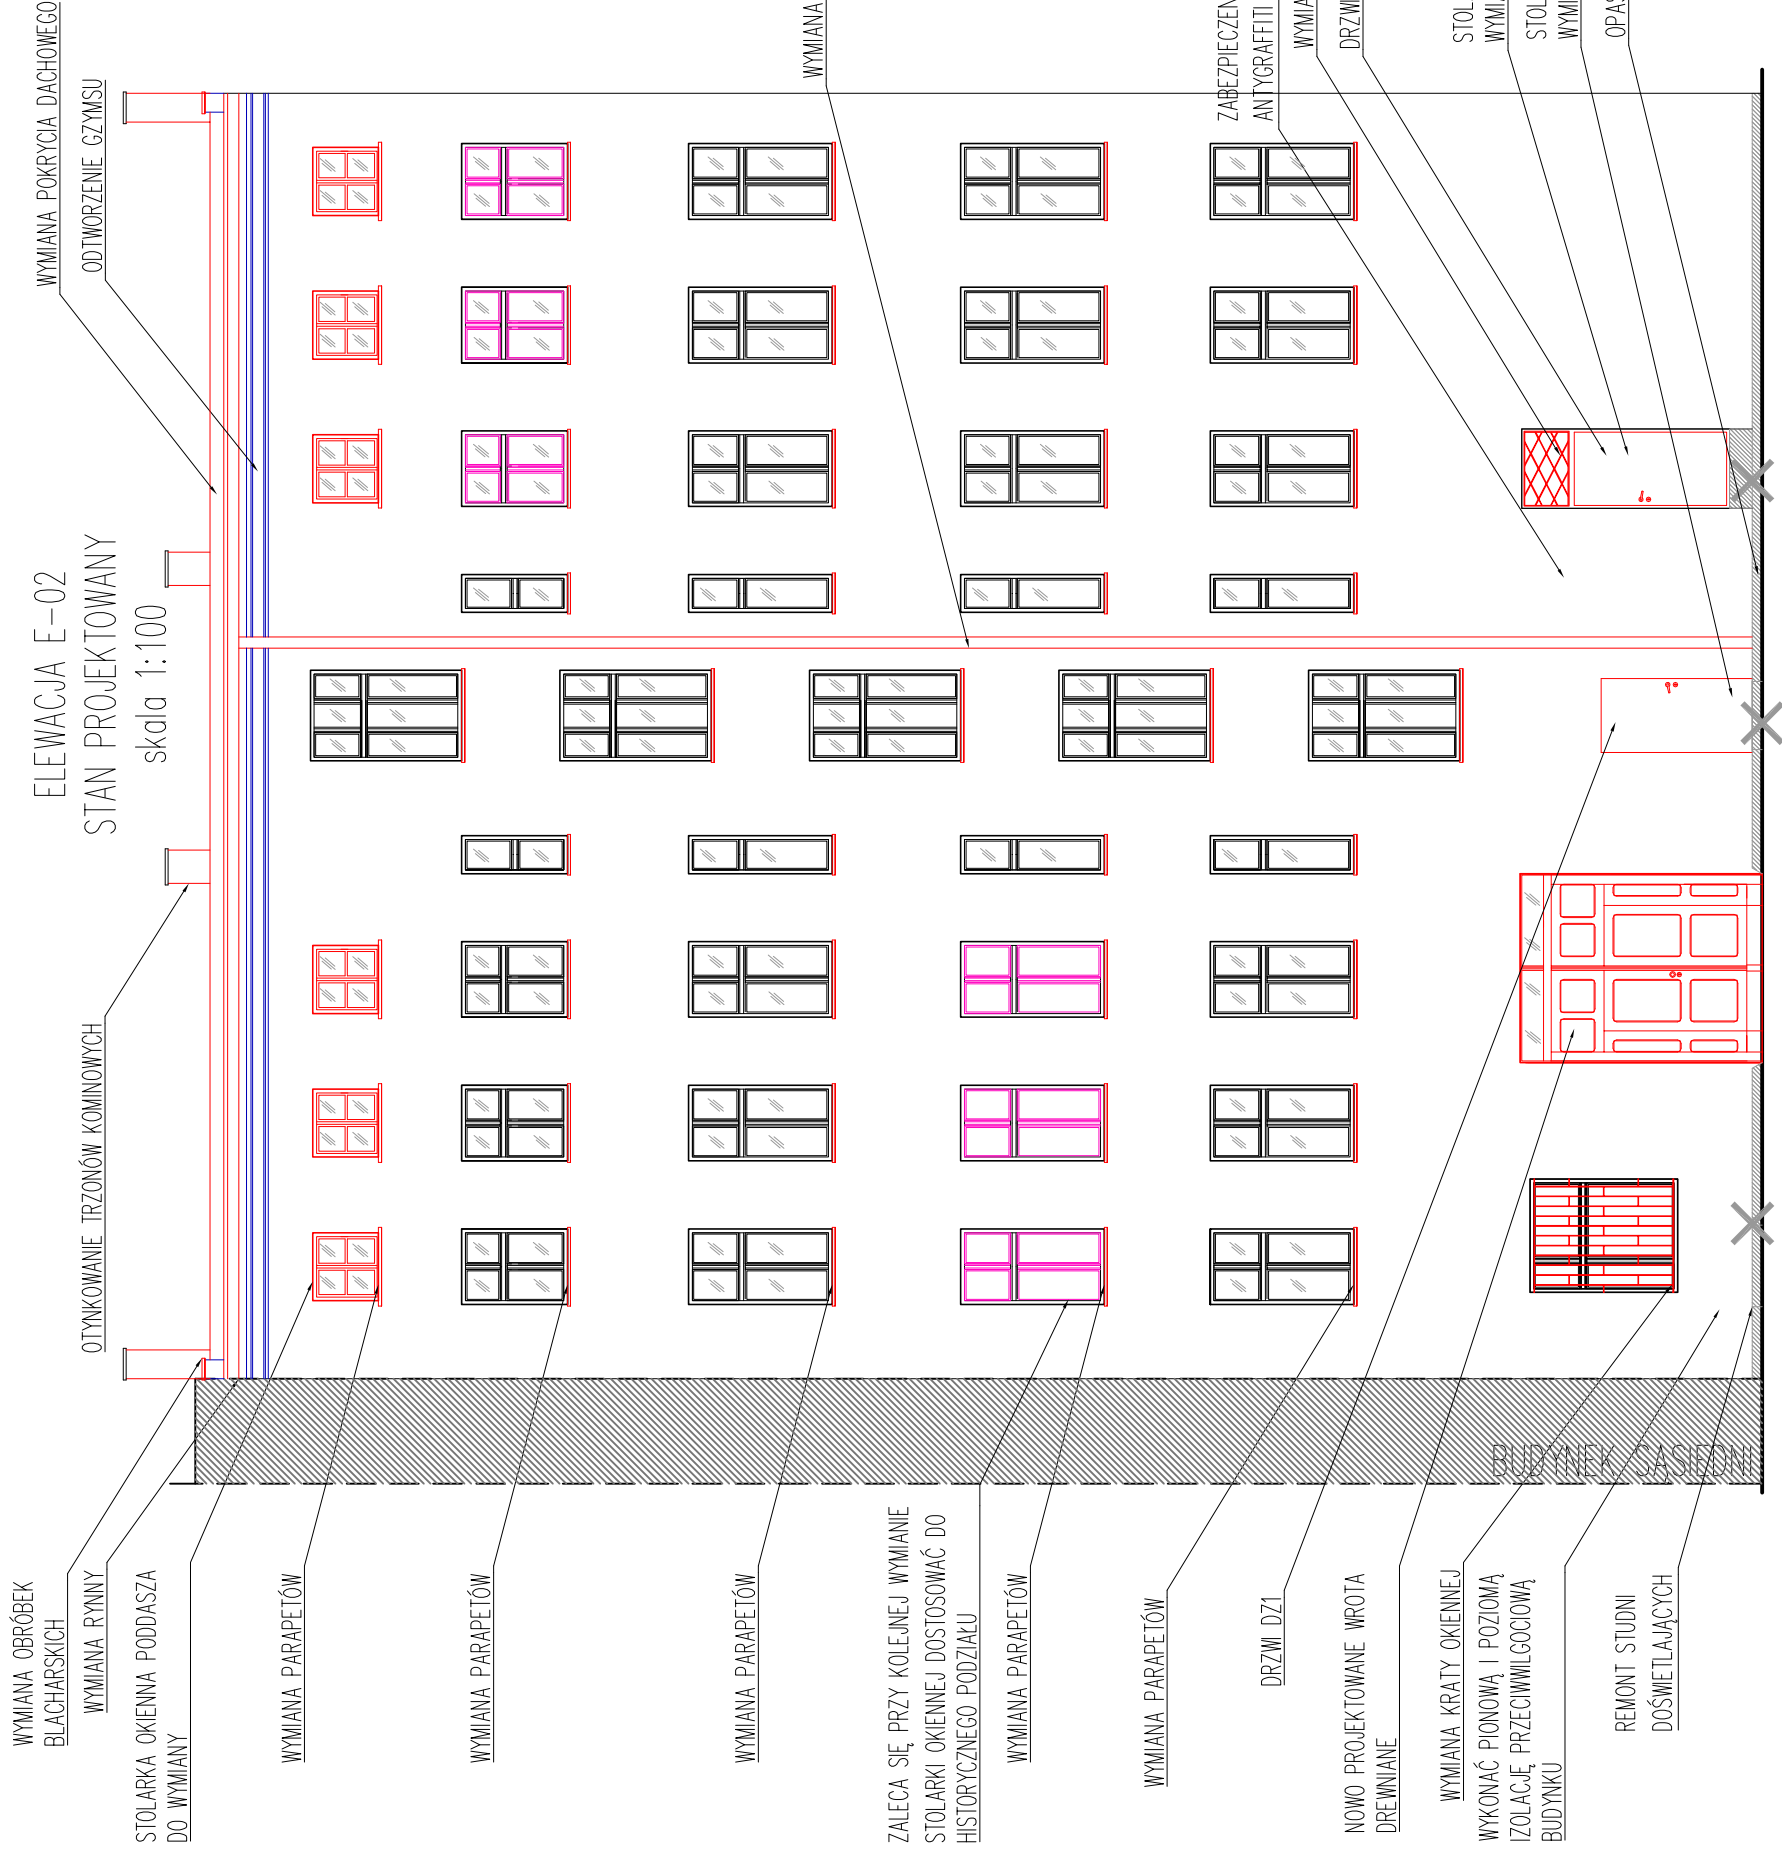 ELEWACJA E-02
STAN PROJEKTOWANY
skala 1:100
WYMIANA OBRÓBEK
BLACHARSKICH
WYMIANA RYNNY
STOLARKA OKIENNA PODDASZA
DO WYMIANY
WYMIANA PARAPETÓW
WYMIANA PARAPETÓW
WYMIANA PARAPETÓW
ZALECA SIĘ PRZY KOLEJNEJ WYMIANIE
STOLARKI OKIENNEJ DOSTOSOWAĆ DO
HISTORYCZNEGO PODZIAŁU
WYMIANA PARAPETÓW
WYMIANA PARAPETÓW
DRZWI DZ1
NOWO PROJEKTOWANE WROTA
DREWNIANE
WYMIANA KRATY OKIENNEJ
WYKONAĆ PIONOWĄ I POZIOMĄ
IZOLACJĘ PRZECIWWILGOCIOWĄ
BUDYNKU
REMONT STUDNI
DOŚWIETLAJĄCYCH
BUDYNEK SĄSIEDNI
OTYNKOWANIE TRZONÓW KOMINOWYCH
WYMIANA POKRYCIA DACHOWEGO
ODTWORZENIE GZYMSU
WYMIANA
ZABEZPIECZEN
ANTYGRAFFITI
WYMIA
DRZWI
STOL
WYMIA
STOL
WYMI
OPAS